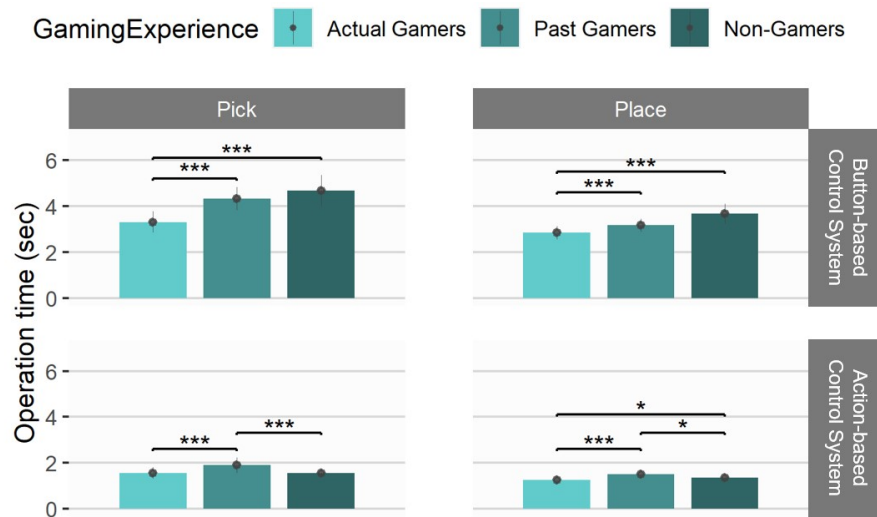 GamingExperience Actual Gamers Past Gamers Non-Gamers
Pick Place
Operation time (sec)
6
4
2
0
***
***
***
***
Button-based
Control System
6
4
2
0
***
***
*
***
*
Action-based
Control System